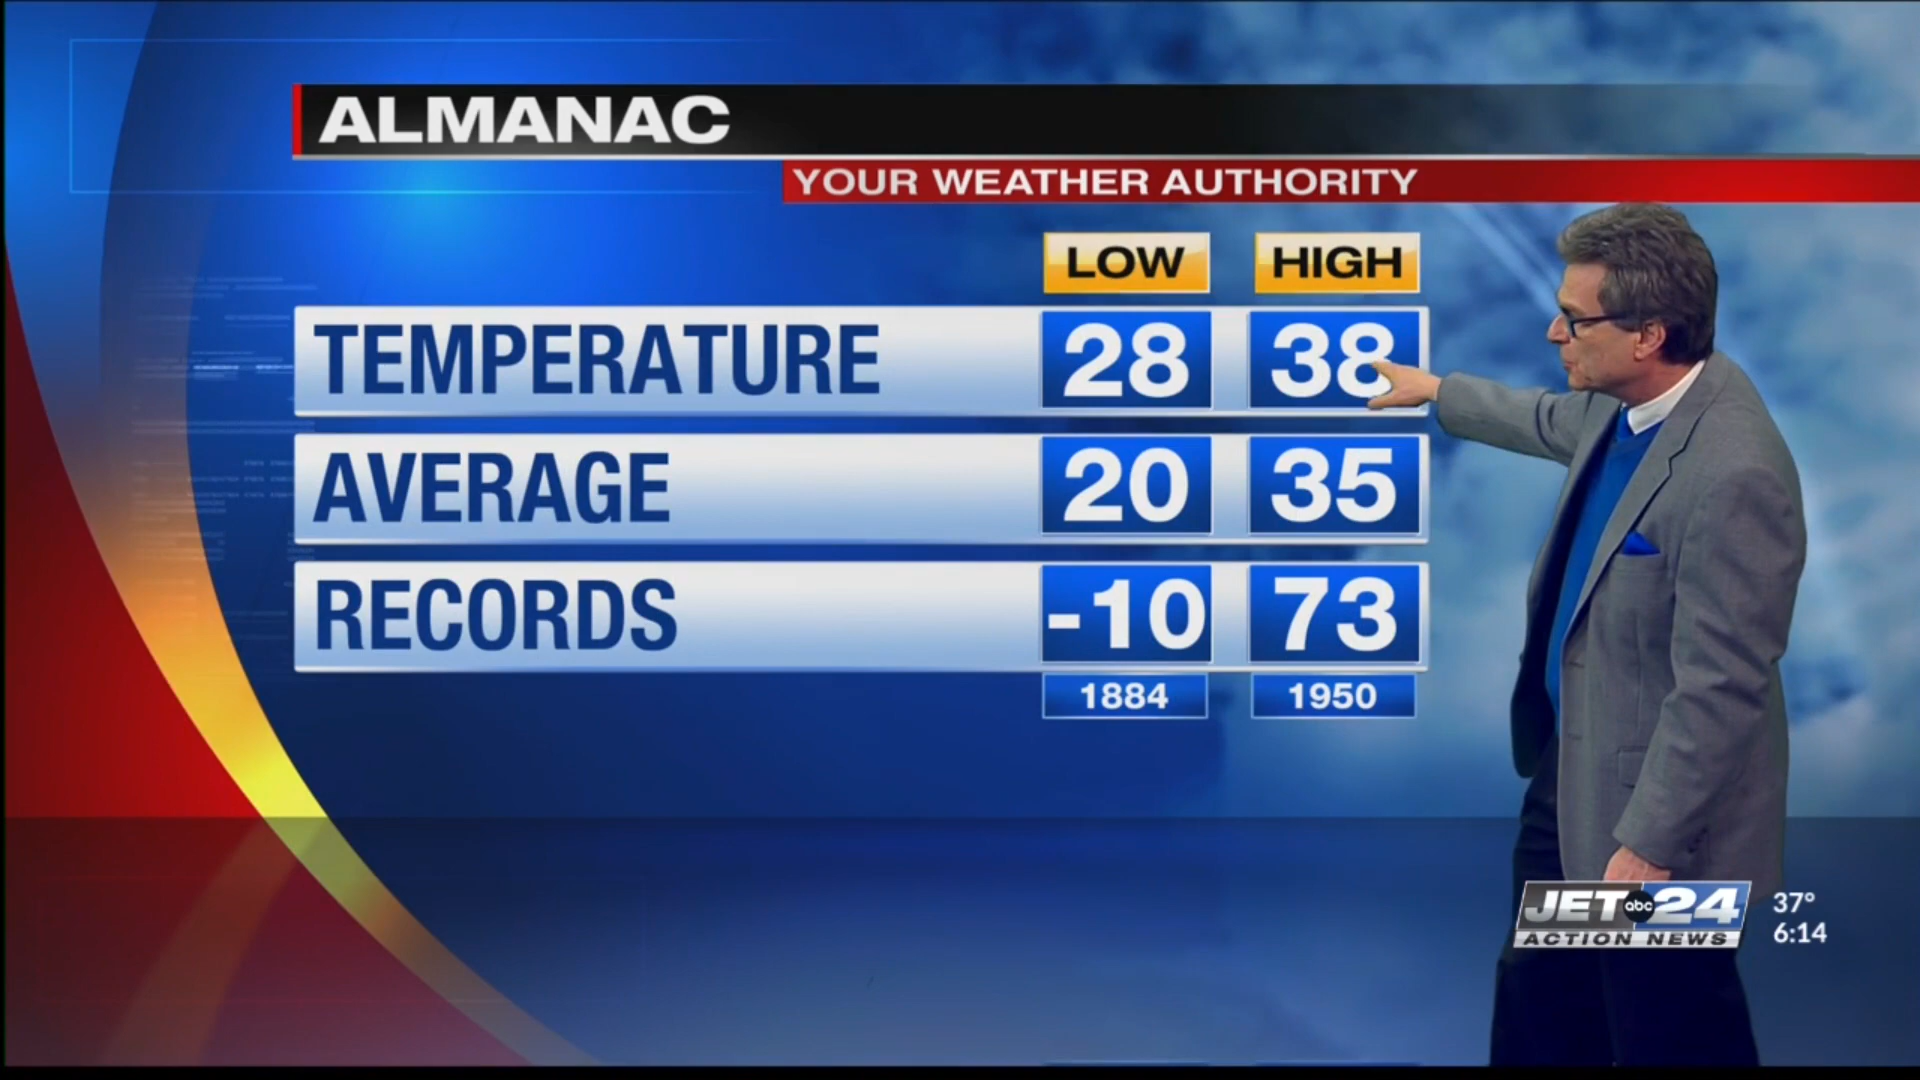 ALMANAC
YOUR WEATHER AUTHORITY
LOW HIGH
TEMPERATURE 28 38
AVERAGE 20 35
RECORDS -10 73
1884 1950
JET abc 24 37°
ACTION NEWS 6:14